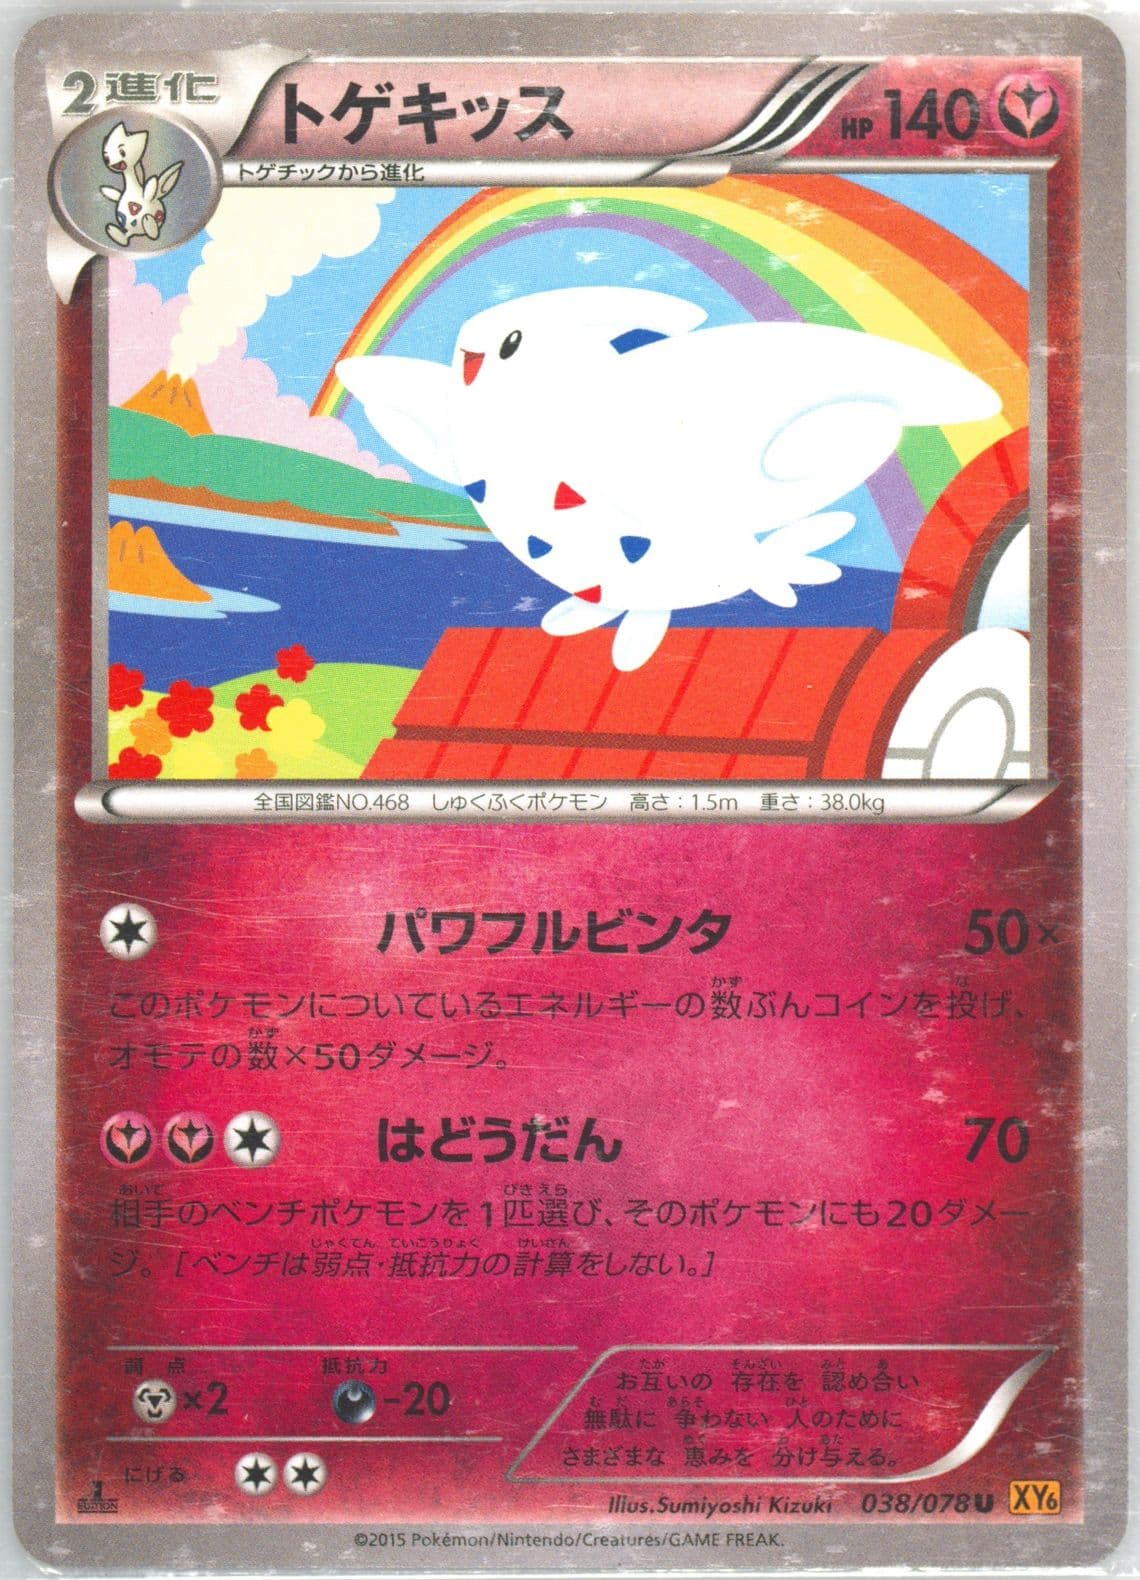 2進化
トゲキッス
HP 140
トゲチックから進化
全国図鑑NO.468 しゅくふくポケモン 高さ：1.5m 重さ：38.0kg
パワフルビンタ 50×
このポケモンについているエネルギーの数ぶんコインを投げ、
オモテの数×50ダメージ。
はどうだん 70
相手のベンチポケモンを1匹選び、そのポケモンにも20ダメー
ジ。[ベンチは弱点・抵抗力の計算をしない。]
弱点 抵抗力
×2 -20
にげる
お互いの 存在を 認め合い
無駄に 争わない 人のために
さまざまな 恵みを 分け与える。
1 EDITION
Illus.Sumiyoshi Kizuki 038/078 U XY6
©2015 Pokémon/Nintendo/Creatures/GAME FREAK.